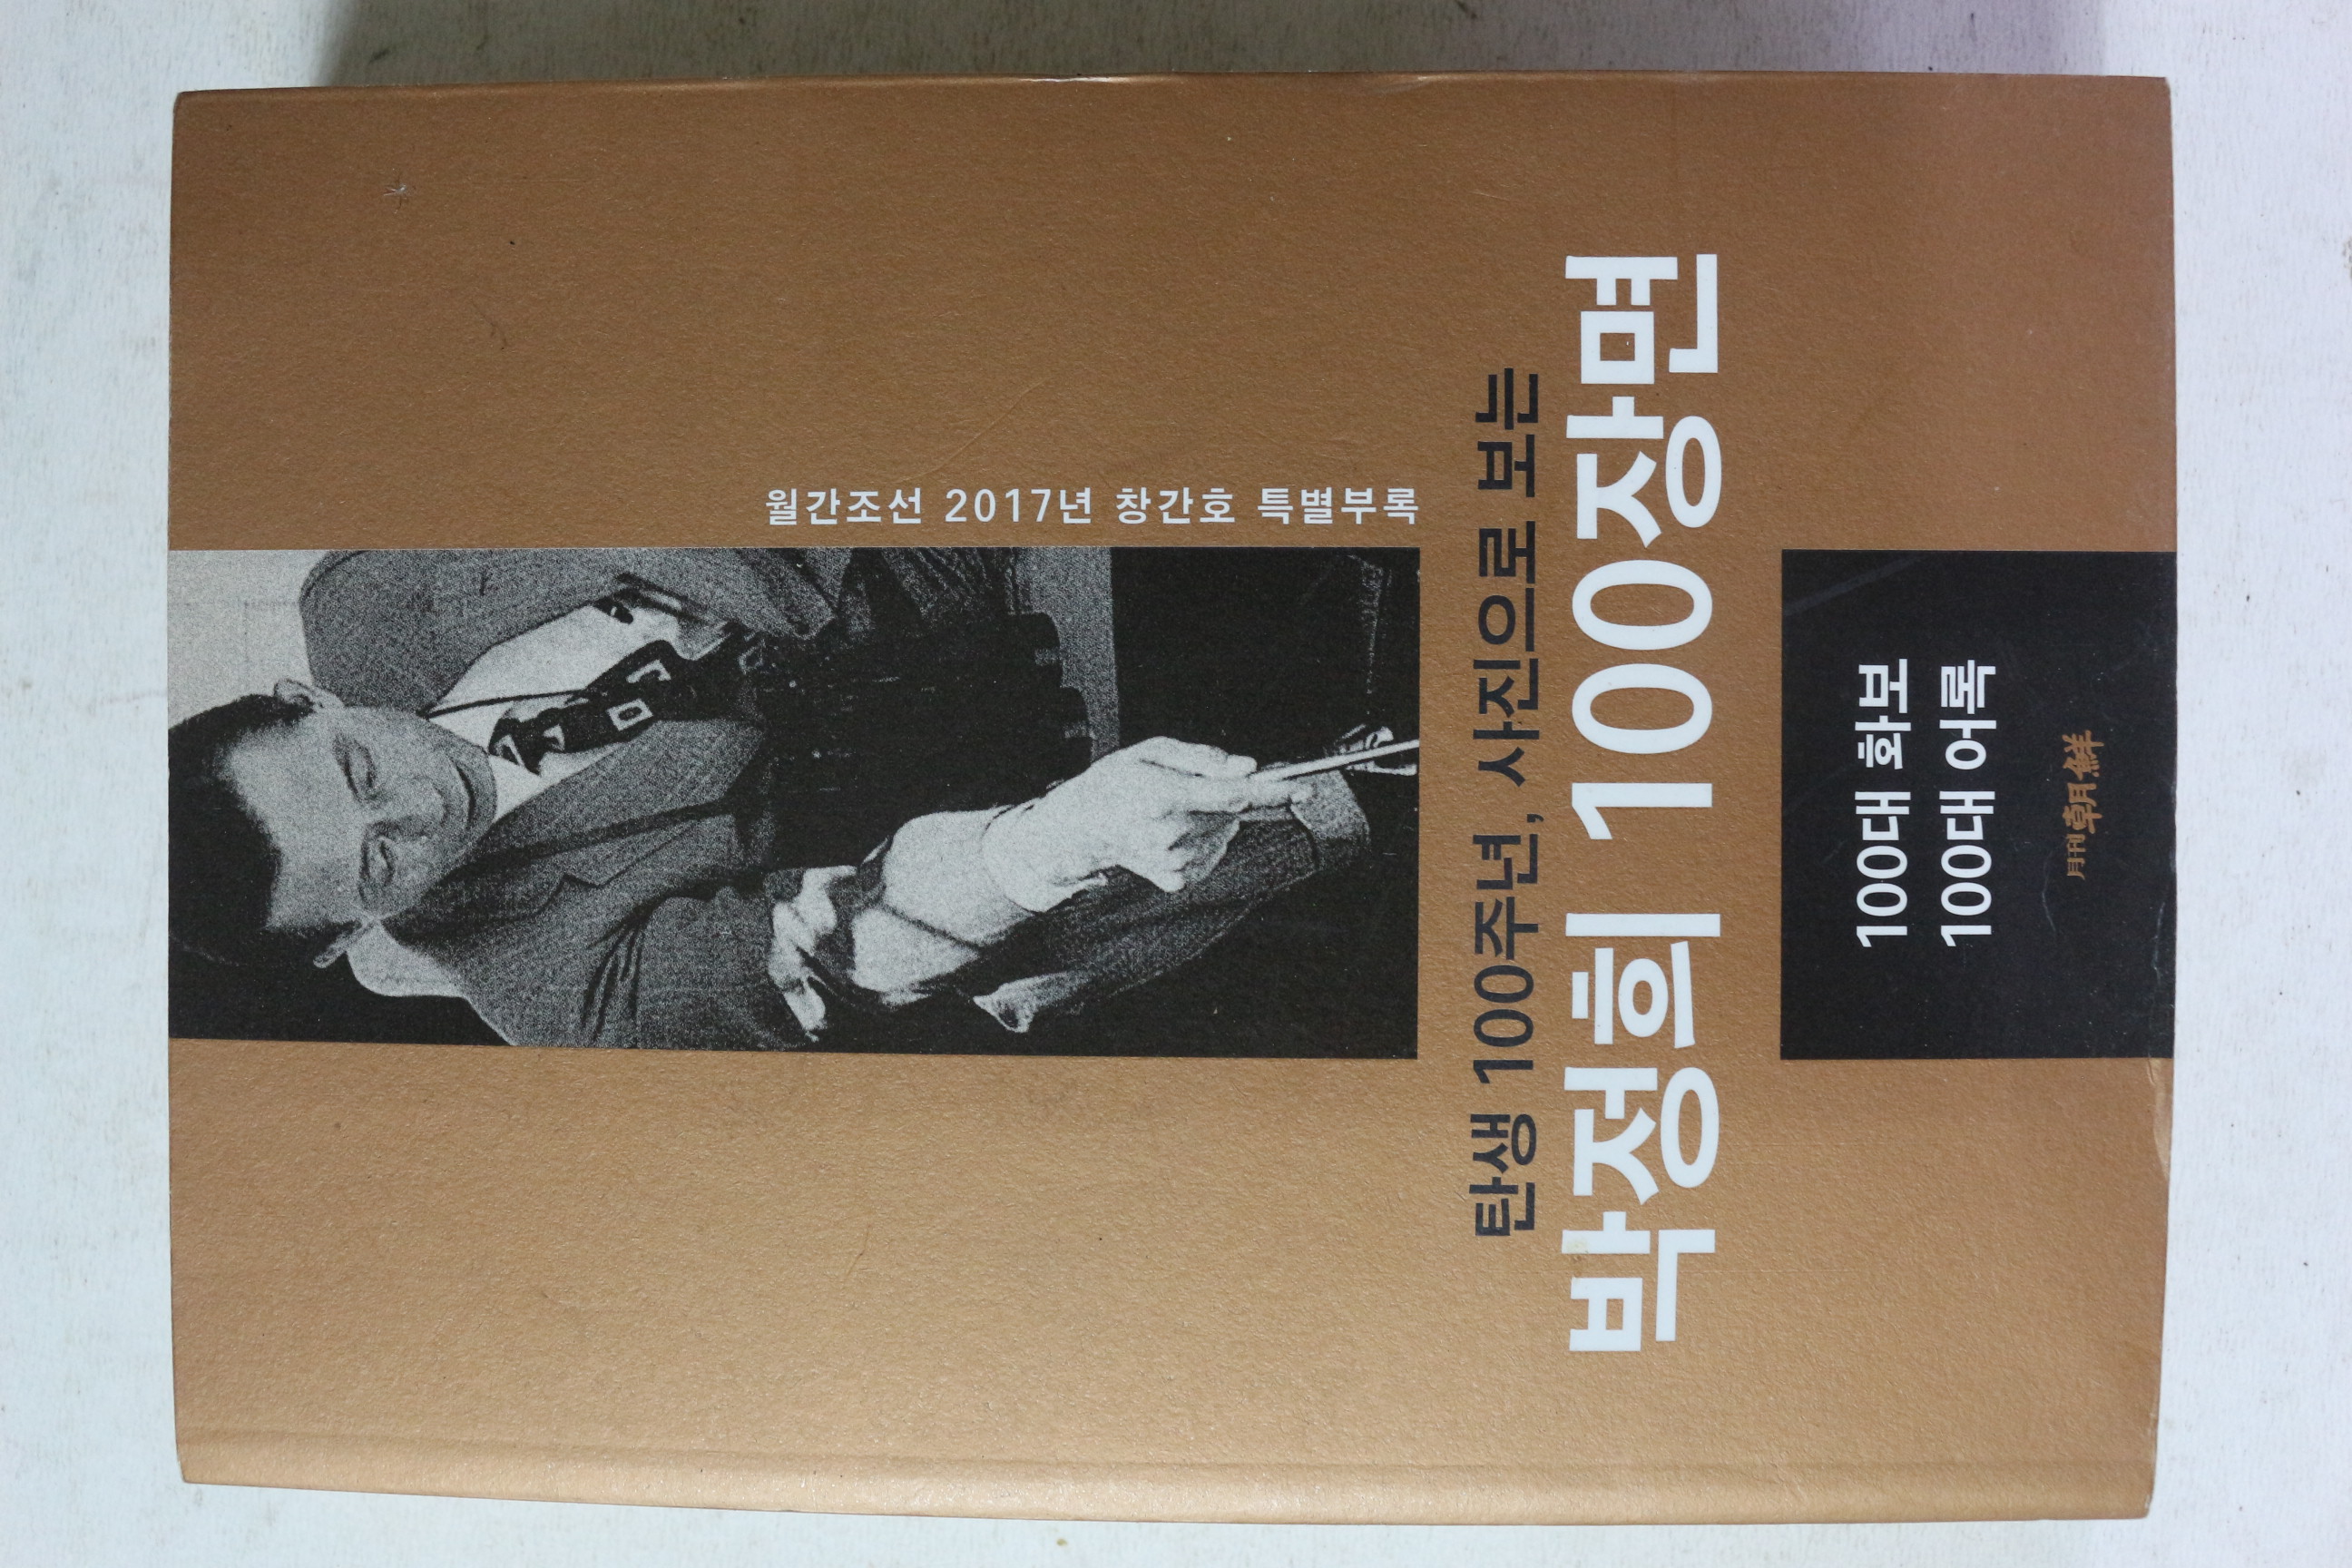 월간조선 2017년 창간호 특별부록
탄생 100주년, 사진으로 보는
박정희 100장면
100대 화보
100대 어록
月刊朝鮮